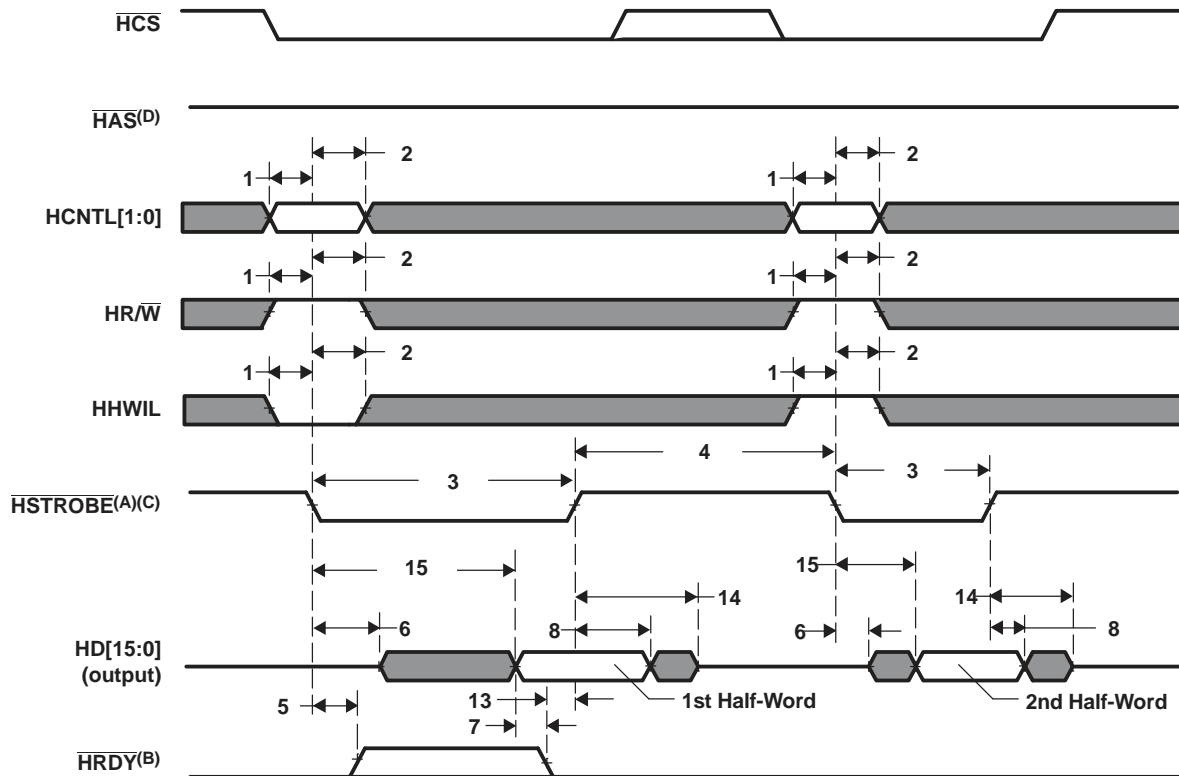 HCS
HAS(D)
2
2
1
1
HCNTL[1:0]
2
2
1
1
HR/W
2
2
1
1
HHWIL
4
3
3
HSTROBE(A)(C)
15
15
14
14
6
8
6
8
HD[15:0]
(output)
5
13
1st Half-Word
2nd Half-Word
7
HRDY(B)